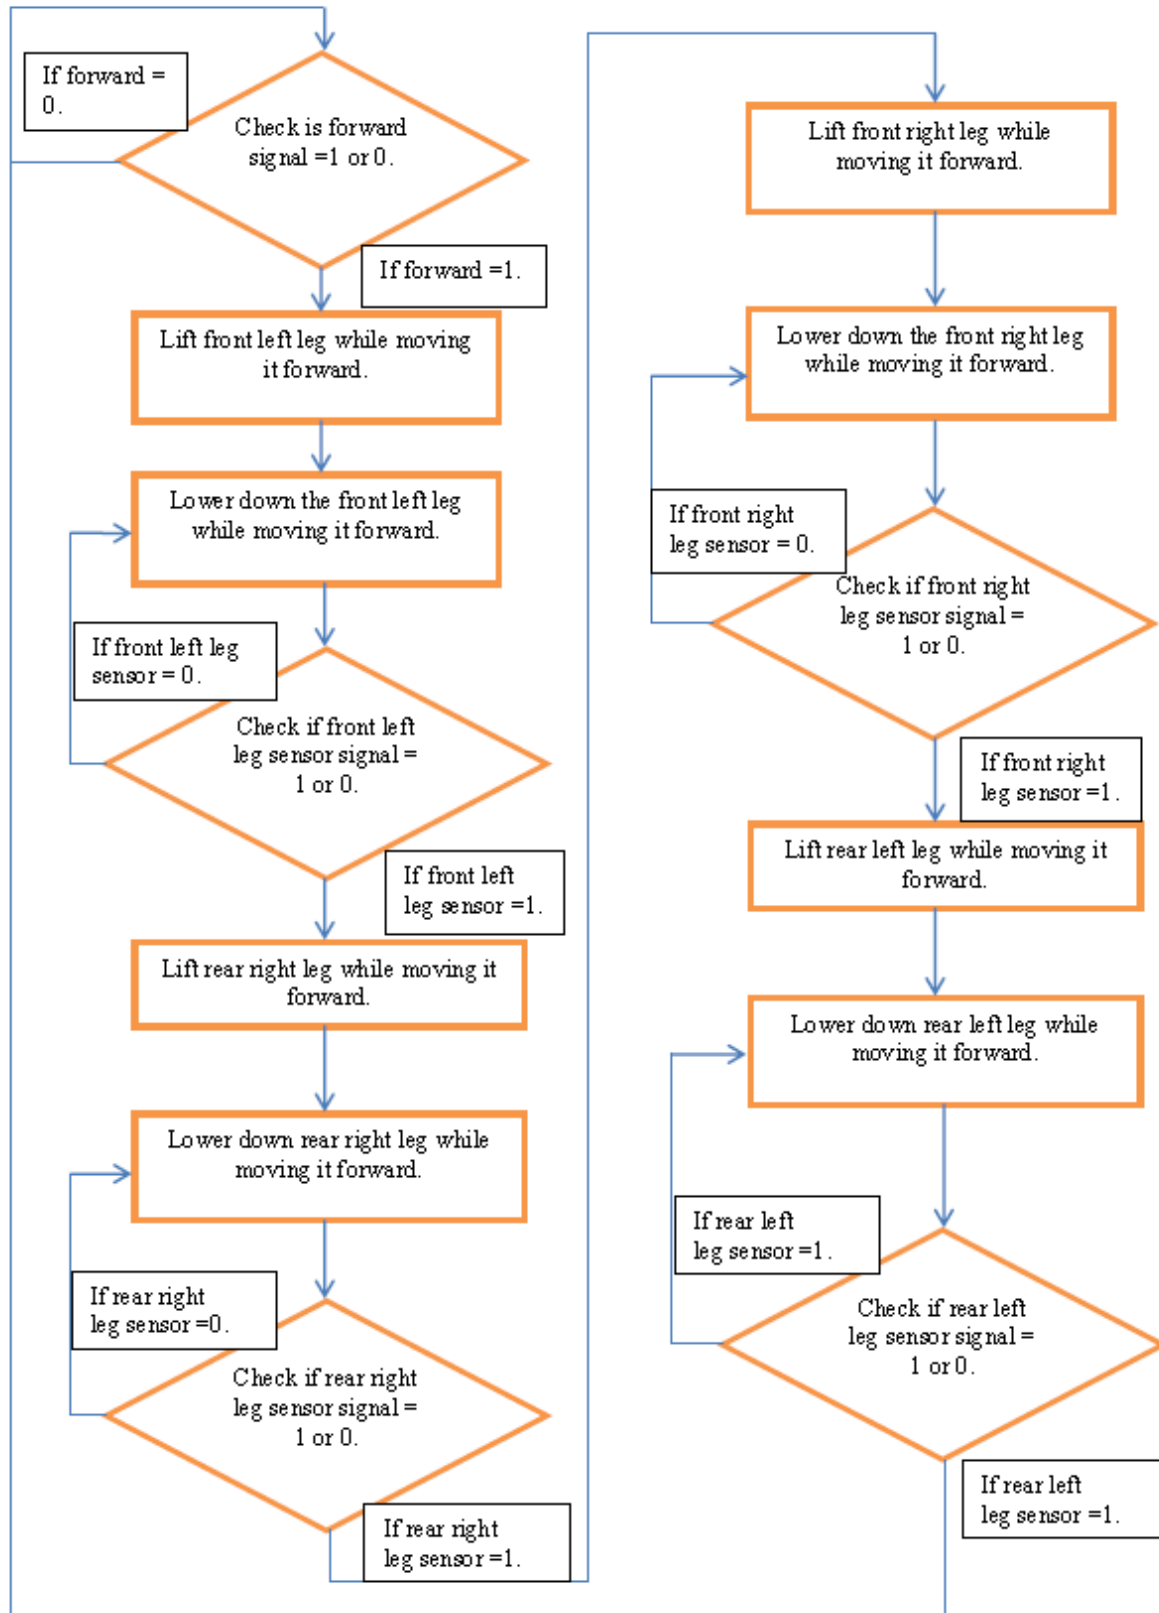 If forward =
0.
Check is forward
signal =1 or 0.
If forward =1.
Lift front left leg while moving
it forward.
Lower down the front left leg
while moving it forward.
If front left leg
sensor = 0.
Check if front left
leg sensor signal =
1 or 0.
If front left
leg sensor =1.
Lift rear right leg while moving it
forward.
Lower down rear right leg while
moving it forward.
If rear right
leg sensor =0.
Check if rear right
leg sensor signal =
1 or 0.
If rear right
leg sensor =1.
Lift front right leg while
moving it forward.
Lower down the front right leg
while moving it forward.
If front right
leg sensor = 0.
Check if front right
leg sensor signal =
1 or 0.
If front right
leg sensor =1.
Lift rear left leg while moving it
forward.
Lower down rear left leg while
moving it forward.
If rear left
leg sensor =1.
Check if rear left
leg sensor signal =
1 or 0.
If rear left
leg sensor =1.